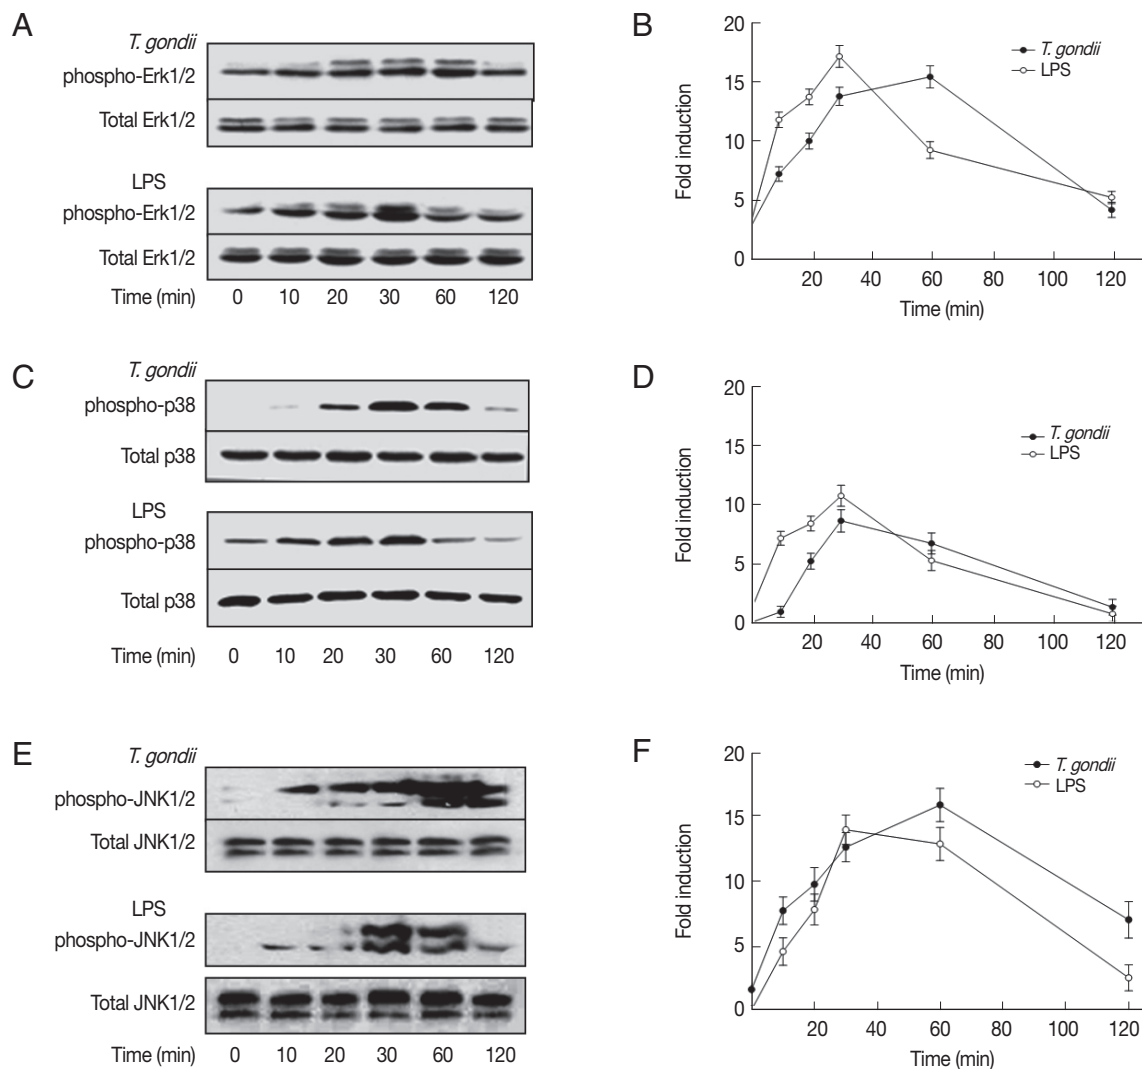 A
T. gondii
phospho-Erk1/2
Total Erk1/2
LPS
phospho-Erk1/2
Total Erk1/2
Time (min) 0 10 20 30 60 120
B
20
15
10
5
0
Fold induction
T. gondii
LPS
20 40 60 80 100 120
Time (min)
C
T. gondii
phospho-p38
Total p38
LPS
phospho-p38
Total p38
Time (min) 0 10 20 30 60 120
D
20
15
10
5
0
Fold induction
T. gondii
LPS
20 40 60 80 100 120
Time (min)
E
T. gondii
phospho-JNK1/2
Total JNK1/2
LPS
phospho-JNK1/2
Total JNK1/2
Time (min) 0 10 20 30 60 120
F
20
15
10
5
0
Fold induction
T. gondii
LPS
20 40 60 80 100 120
Time (min)